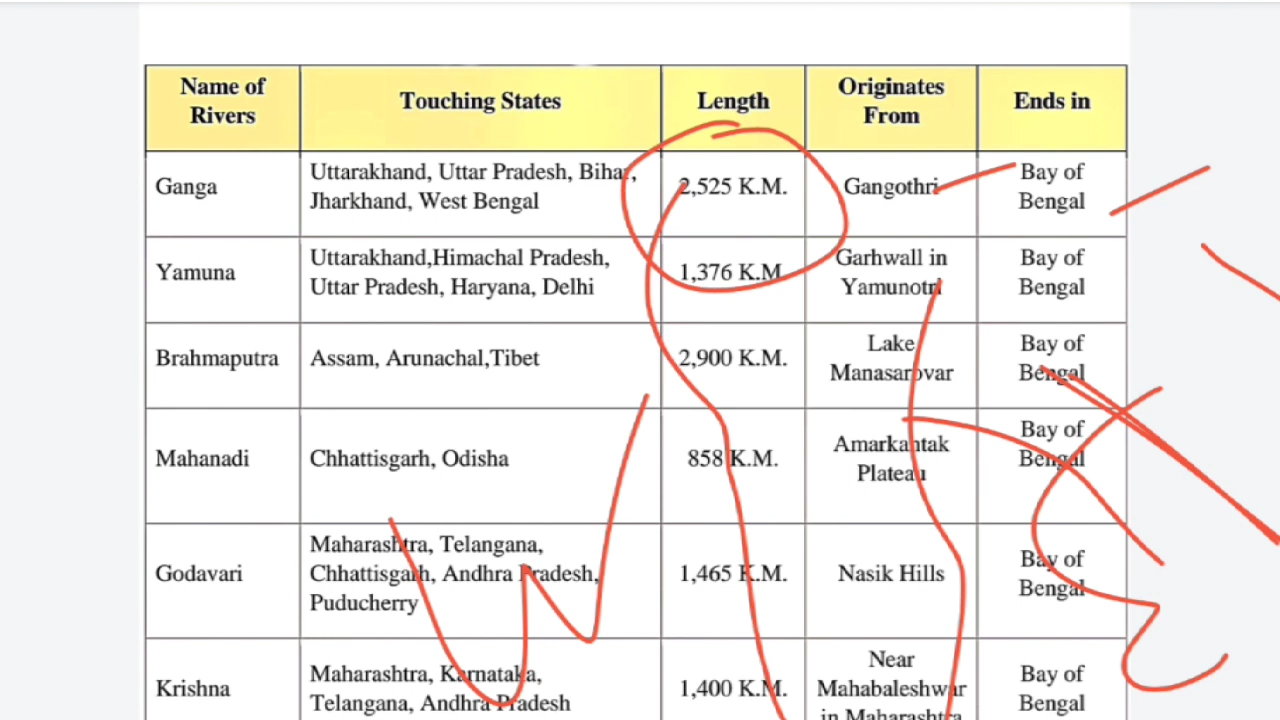 Name of
Rivers
Touching States
Length
Originates
From
Ends in
Ganga
Uttarakhand, Uttar Pradesh, Bihar,
Jharkhand, West Bengal
2,525 K.M.
Gangothri
Bay of
Bengal
Yamuna
Uttarakhand,Himachal Pradesh,
Uttar Pradesh, Haryana, Delhi
1,376 K.M.
Garhwall in
Yamunotri
Bay of
Bengal
Brahmaputra
Assam, Arunachal,Tibet
2,900 K.M.
Lake
Manasarovar
Bay of
Bengal
Mahanadi
Chhattisgarh, Odisha
858 K.M.
Amarkantak
Plateau
Bay of
Bengal
Godavari
Maharashtra, Telangana,
Chhattisgarh, Andhra Pradesh,
Puducherry
1,465 K.M.
Nasik Hills
Bay of
Bengal
Krishna
Maharashtra, Karnataka,
Telangana, Andhra Pradesh
1,400 K.M.
Near
Mahabaleshwar
in Maharashtra
Bay of
Bengal